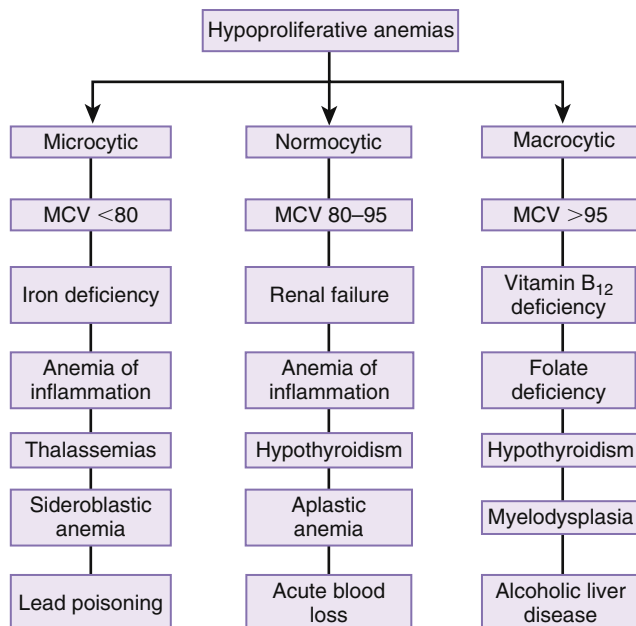 Hypoproliferative anemias
Microcytic
Normocytic
Macrocytic
MCV <80
MCV 80–95
MCV >95
Iron deficiency
Renal failure
Vitamin B₁₂
deficiency
Anemia of
inflammation
Anemia of
inflammation
Folate
deficiency
Thalassemias
Hypothyroidism
Hypothyroidism
Sideroblastic
anemia
Aplastic
anemia
Myelodysplasia
Lead poisoning
Acute blood
loss
Alcoholic liver
disease